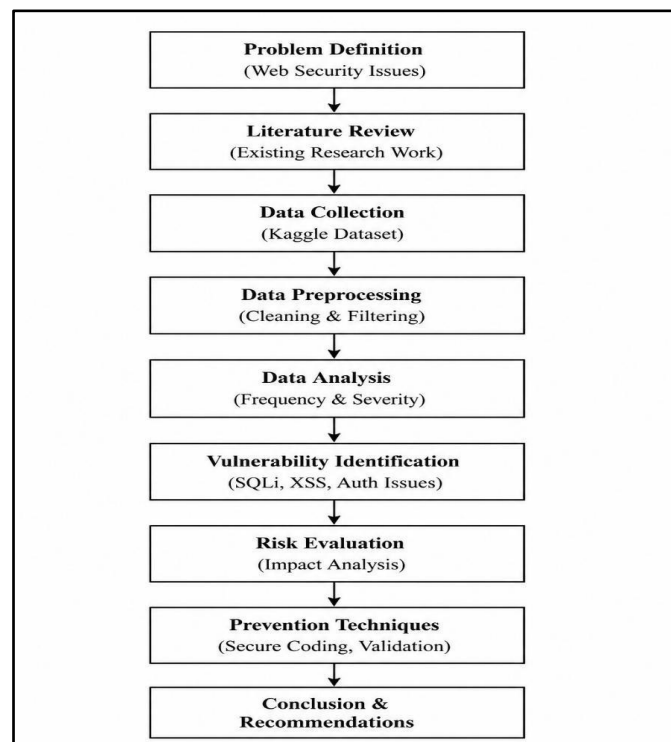 Problem Definition
(Web Security Issues)
Literature Review
(Existing Research Work)
Data Collection
(Kaggle Dataset)
Data Preprocessing
(Cleaning & Filtering)
Data Analysis
(Frequency & Severity)
Vulnerability Identification
(SQLi, XSS, Auth Issues)
Risk Evaluation
(Impact Analysis)
Prevention Techniques
(Secure Coding, Validation)
Conclusion &
Recommendations